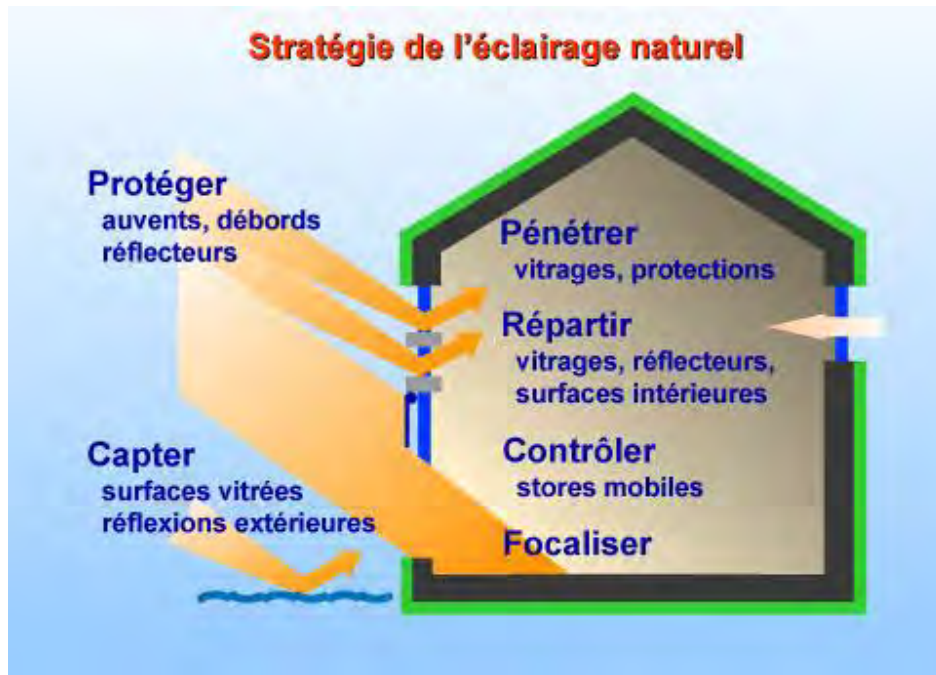 Stratégie de l'éclairage naturel
Protéger
auvents, débords
réflecteurs
Capter
surfaces vitrées
réflexions extérieures
Pénétrer
vitrages, protections
Répartir
vitrages, réflecteurs,
surfaces intérieures
Contrôler
stores mobiles
Focaliser